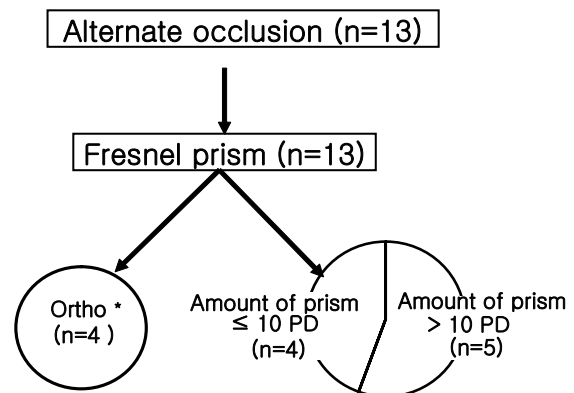 Alternate occlusion (n=13)
Fresnel prism (n=13)
Ortho *
(n=4 )
Amount of prism
≤ 10 PD
(n=4)
Amount of prism
> 10 PD
(n=5)